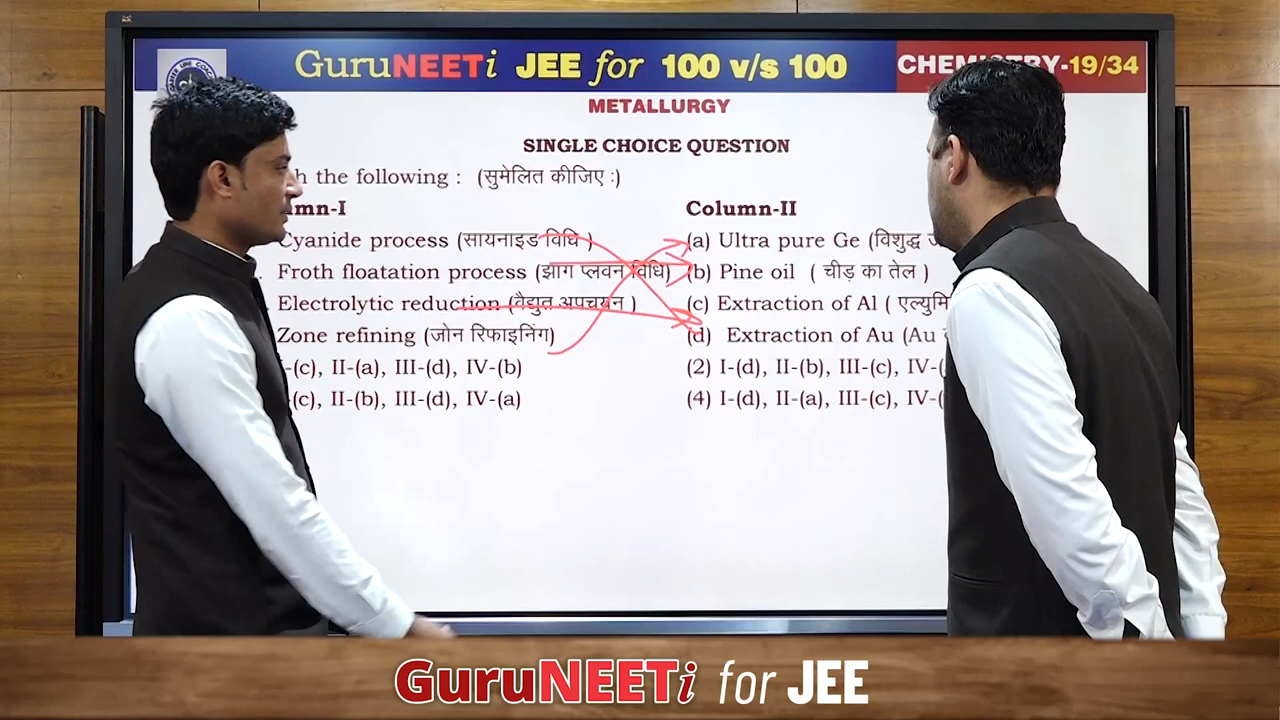 GuruNEETi JEE for 100 v/s 100
CHEMISTRY-19/34
METALLURGY
SINGLE CHOICE QUESTION
the following : (सुमेलित कीजिए :)
Column-II
Cyanide process (सायनाइड विधि ) (a) Ultra pure Ge (विशुद्ध
Froth floatation process (झाग प्लवन विधि) (b) Pine oil ( चीड़ का तेल )
Electrolytic reduction (वैद्युत अपचयन ) (c) Extraction of Al (
Zone refining (जोन रिफाइनिंग) (d) Extraction of Au (Au
-(c), II-(a), III-(d), IV-(b) (2) I-(d), II-(b), III-(c), IV-(
(c), II-(b), III-(d), IV-(a) (4) I-(d), II-(a), III-(c), IV-(
GuruNEETi for JEE